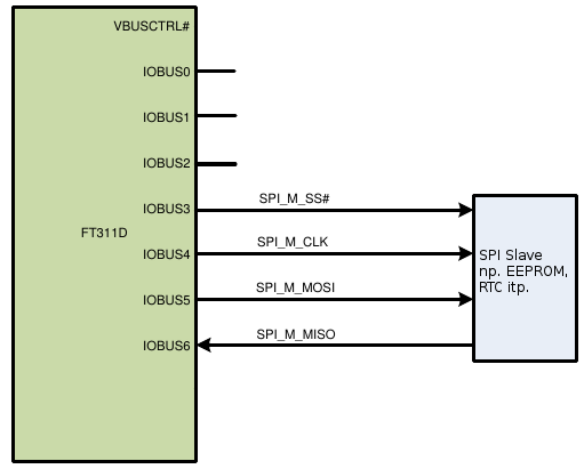 VBUSCTRL#
IOBUS0
IOBUS1
IOBUS2
IOBUS3
SPI_M_SS#
FT311D
IOBUS4
SPI_M_CLK
SPI Slave
np. EEPROM,
RTC itp.
IOBUS5
SPI_M_MOSI
IOBUS6
SPI_M_MISO